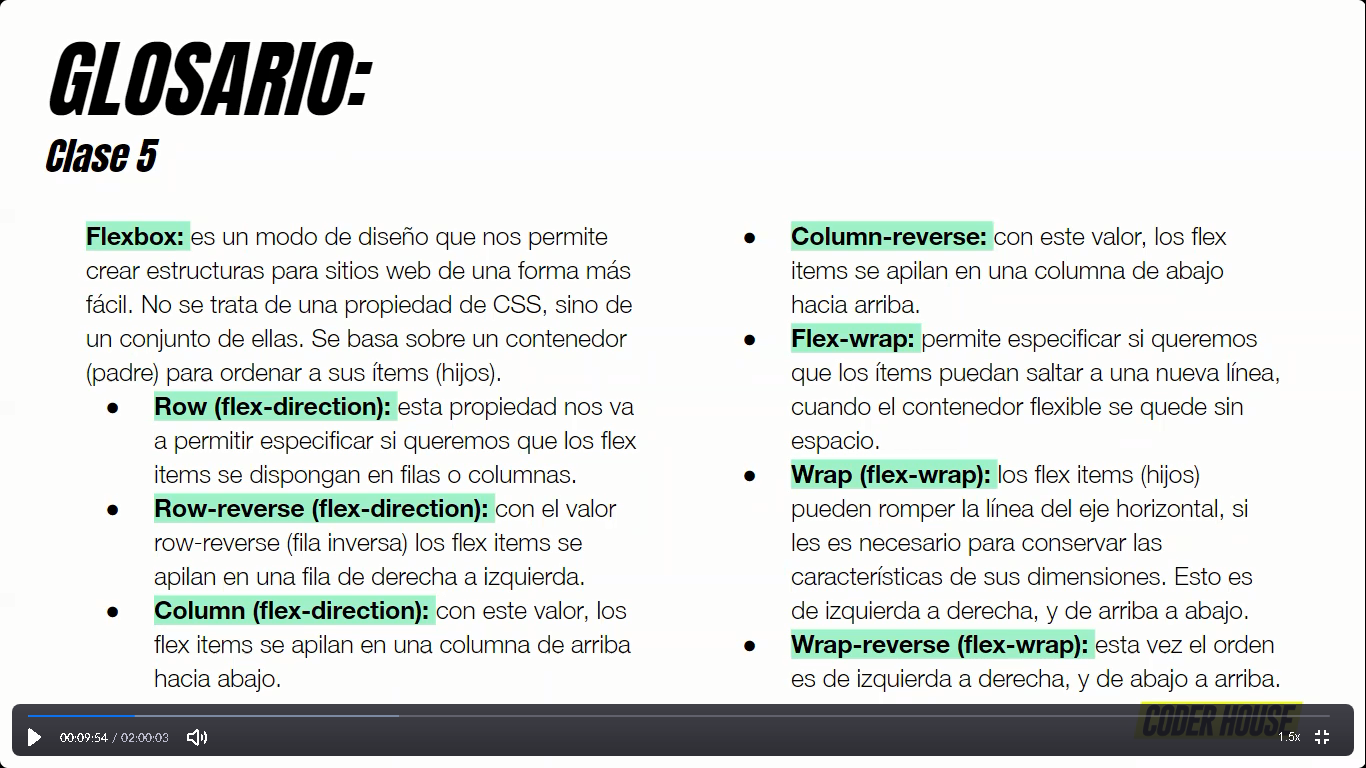 GLOSARIO:
Clase 5
Flexbox: es un modo de diseño que nos permite
crear estructuras para sitios web de una forma más
fácil. No se trata de una propiedad de CSS, sino de
un conjunto de ellas. Se basa sobre un contenedor
(padre) para ordenar a sus ítems (hijos).
● Row (flex-direction): esta propiedad nos va
a permitir especificar si queremos que los flex
items se dispongan en filas o columnas.
● Row-reverse (flex-direction): con el valor
row-reverse (fila inversa) los flex items se
apilan en una fila de derecha a izquierda.
● Column (flex-direction): con este valor, los
flex items se apilan en una columna de arriba
hacia abajo.
● Column-reverse: con este valor, los flex
items se apilan en una columna de abajo
hacia arriba.
● Flex-wrap: permite especificar si queremos
que los ítems puedan saltar a una nueva línea,
cuando el contenedor flexible se quede sin
espacio.
● Wrap (flex-wrap): los flex items (hijos)
pueden romper la línea del eje horizontal, si
les es necesario para conservar las
características de sus dimensiones. Esto es
de izquierda a derecha, y de arriba a abajo.
● Wrap-reverse (flex-wrap): esta vez el orden
es de izquierda a derecha, y de abajo a arriba.
CODER HOUSE
00:09:54 / 02:00:03
1.5x